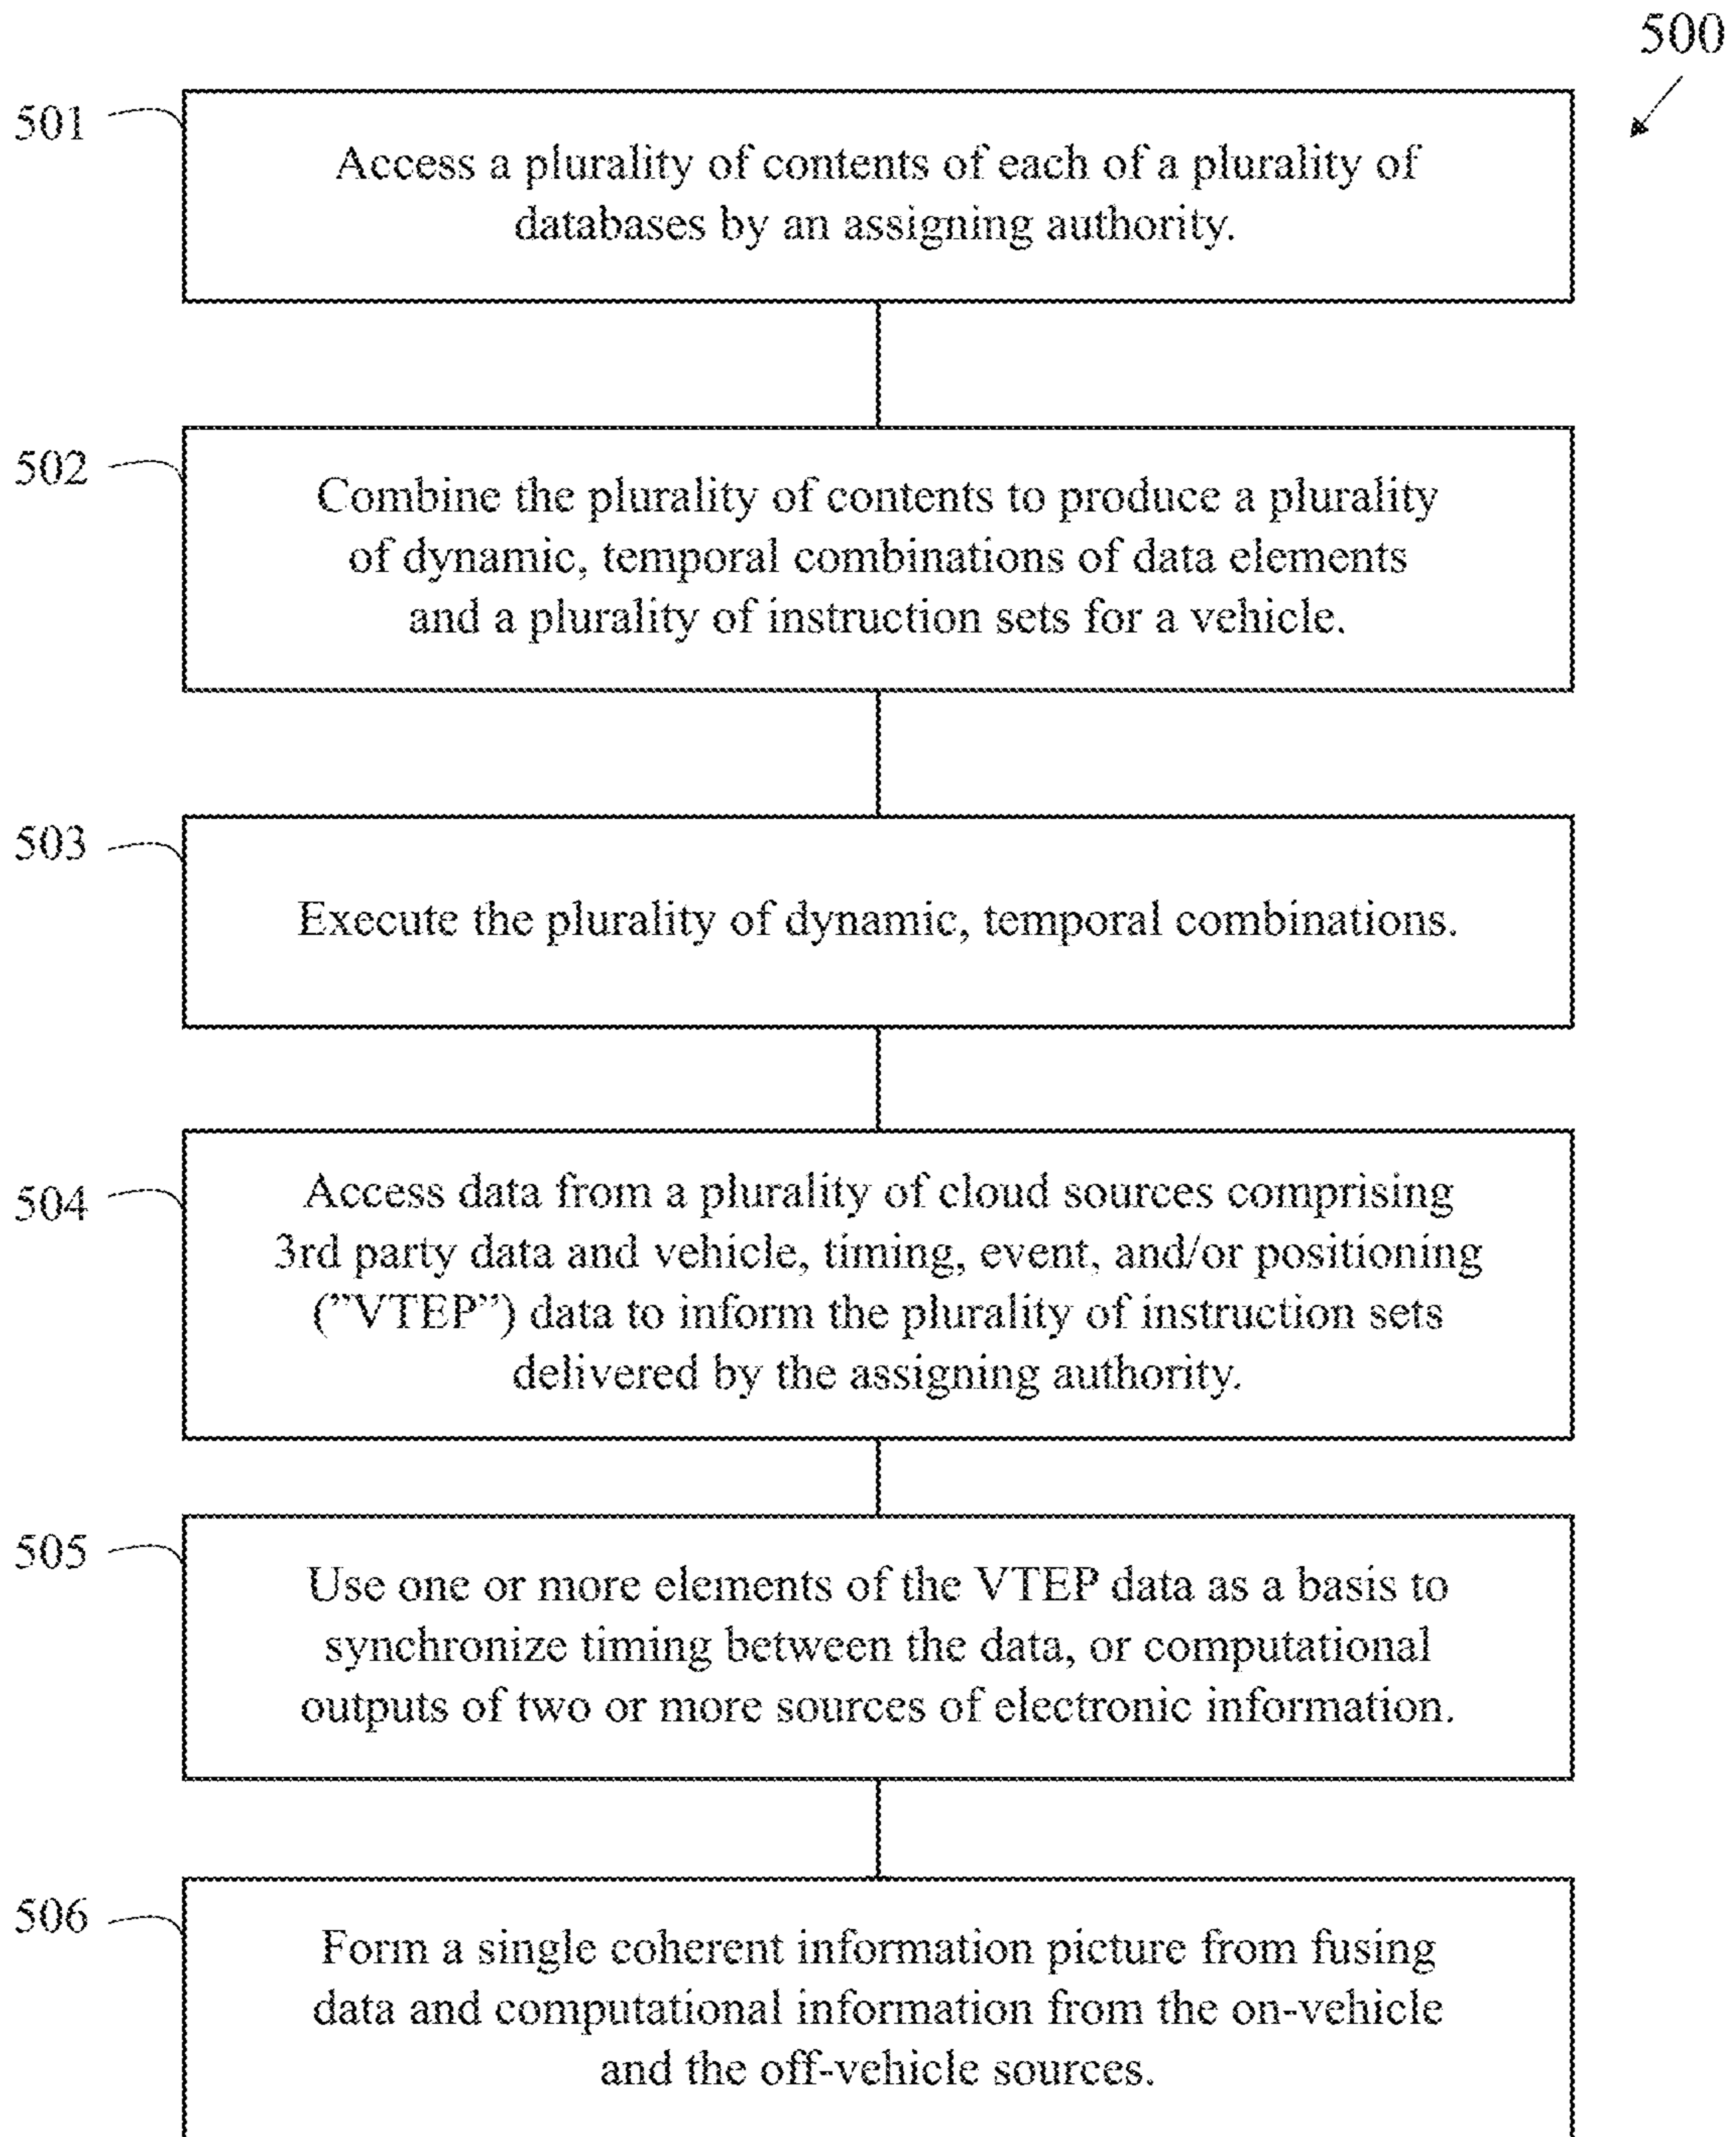 500
501
Access a plurality of contents of each of a plurality of
databases by an assigning authority.
502
Combine the plurality of contents to produce a plurality
of dynamic, temporal combinations of data elements
and a plurality of instruction sets for a vehicle.
503
Execute the plurality of dynamic, temporal combinations.
504
Access data from a plurality of cloud sources comprising
3rd party data and vehicle, timing, event, and/or positioning
(”VTEP”) data to inform the plurality of instruction sets
delivered by the assigning authority.
505
Use one or more elements of the VTEP data as a basis to
synchronize timing between the data, or computational
outputs of two or more sources of electronic information.
506
Form a single coherent information picture from fusing
data and computational information from the on-vehicle
and the off-vehicle sources.